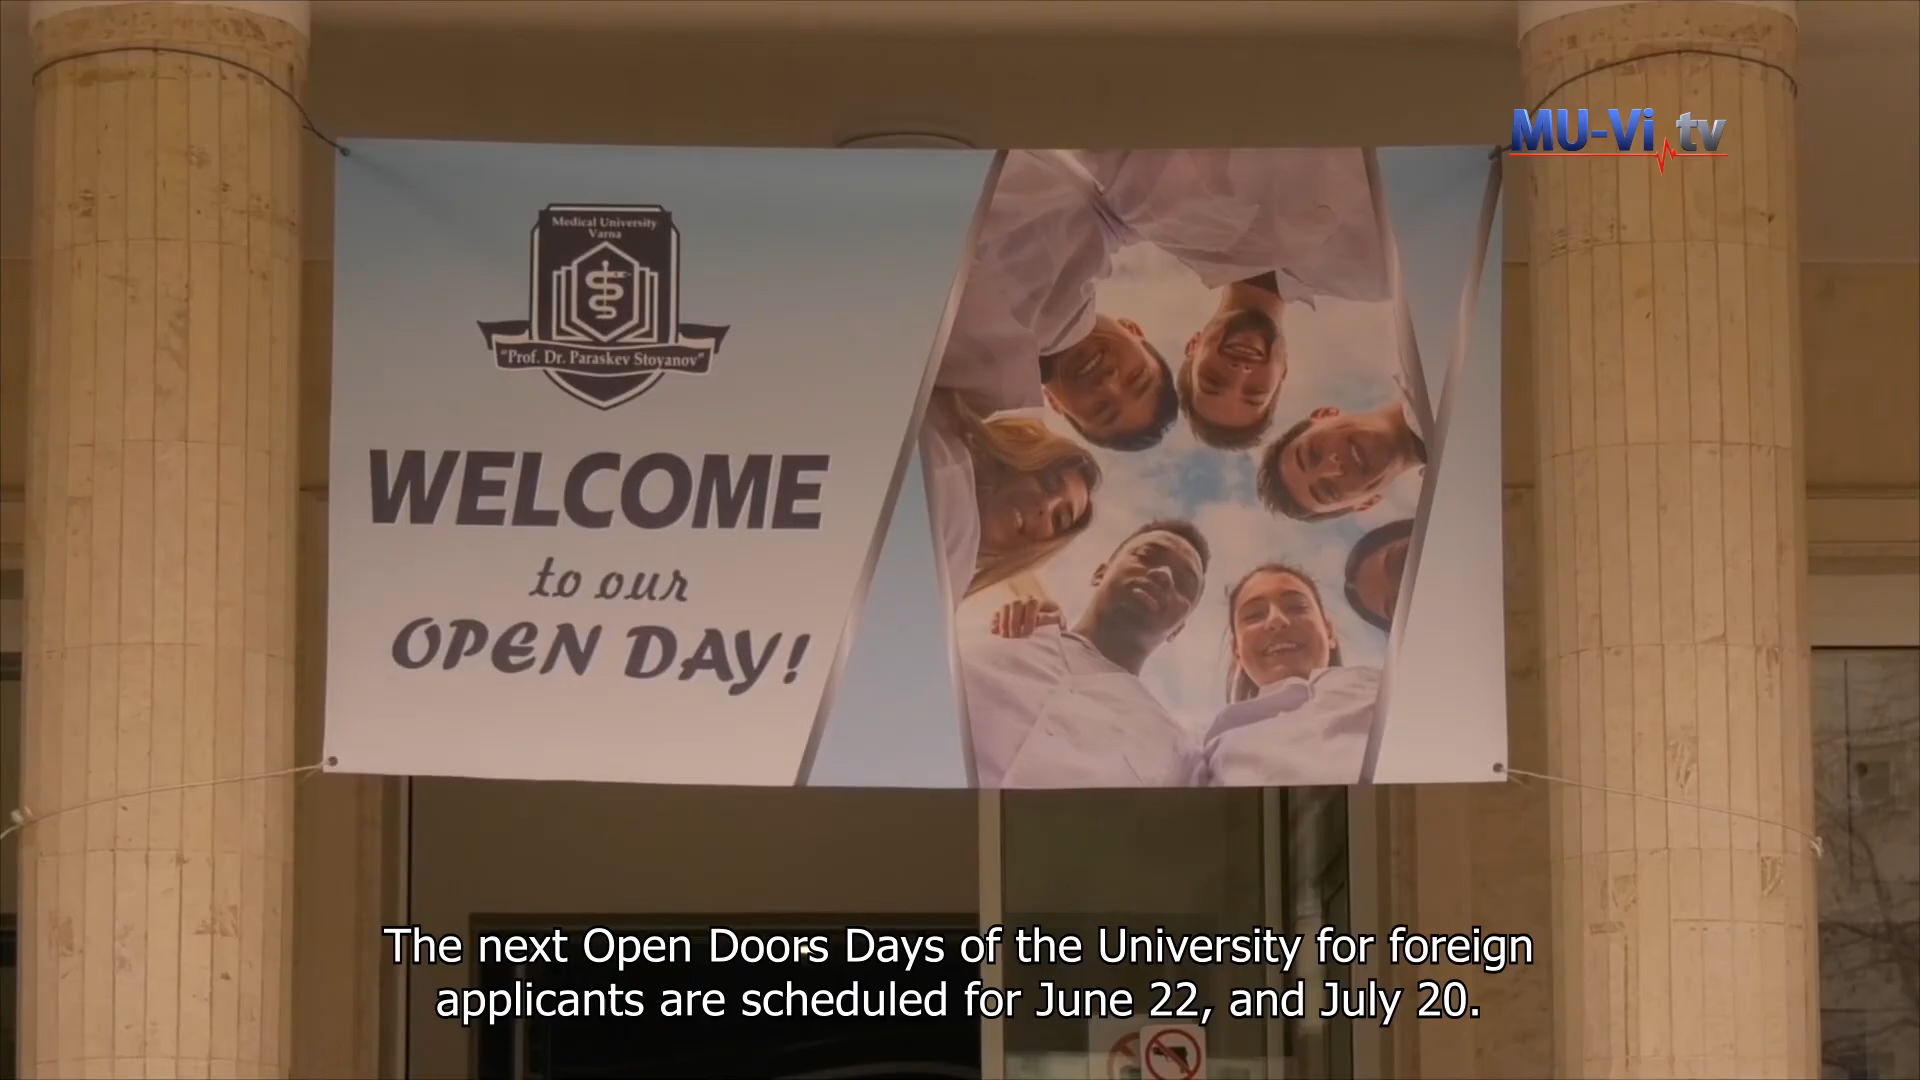 MU-Vi.tv
Medical University
Varna
"Prof. Dr. Paraskev Stoyanov"
WELCOME
to our
OPEN DAY!
The next Open Doors Days of the University for foreign
applicants are scheduled for June 22, and July 20.